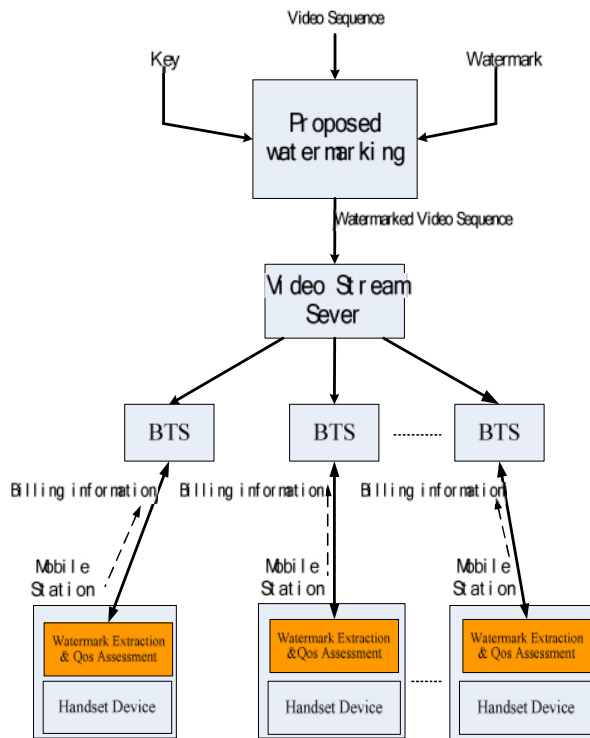 Video Sequence
Key
Watermark
Proposed
watermarking
Watermarked Video Sequence
Video Stream
Sever
BTS
BTS
BTS
Billing information
Billing information
Billing information
Mobile
Station
Mobile
Station
Mobile
Station
Watermark Extraction
& Qos Assessment
Handset Device
Watermark Extraction
&Qos Assessment
Handset Device
Watermark Extraction
& Qos Assessment
Handset Device